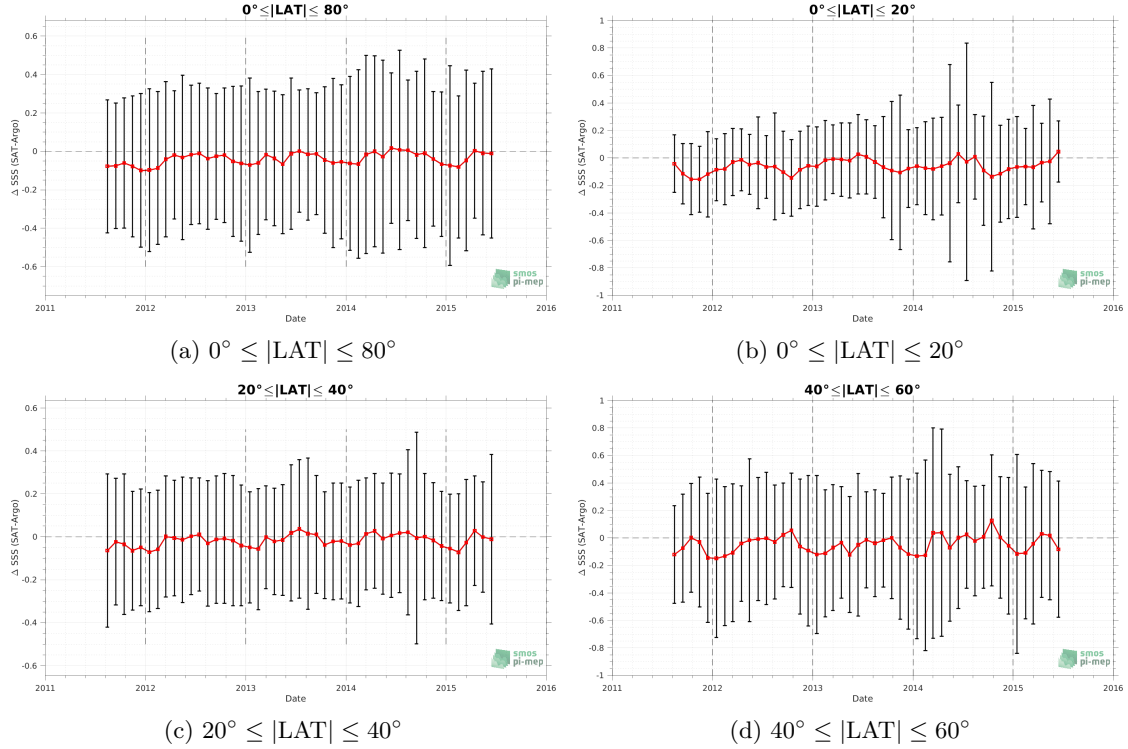 0°≤|LAT|≤ 80°
Δ SSS (SAT-Argo)
0.6
0.4
0.2
0
-0.2
-0.4
-0.6
2011 2012 2013 2014 2015 2016
Date
smos
pi-mep
(a) 0° ≤ |LAT| ≤ 80°
0°≤|LAT|≤ 20°
Δ SSS (SAT-Argo)
1
0.8
0.6
0.4
0.2
0
-0.2
-0.4
-0.6
-0.8
-1
2011 2012 2013 2014 2015 2016
Date
smos
pi-mep
(b) 0° ≤ |LAT| ≤ 20°
20°≤|LAT|≤ 40°
Δ SSS (SAT-Argo)
0.6
0.4
0.2
0
-0.2
-0.4
-0.6
2011 2012 2013 2014 2015 2016
Date
smos
pi-mep
(c) 20° ≤ |LAT| ≤ 40°
40°≤|LAT|≤ 60°
Δ SSS (SAT-Argo)
1
0.8
0.6
0.4
0.2
0
-0.2
-0.4
-0.6
-0.8
-1
2011 2012 2013 2014 2015 2016
Date
smos
pi-mep
(d) 40° ≤ |LAT| ≤ 60°